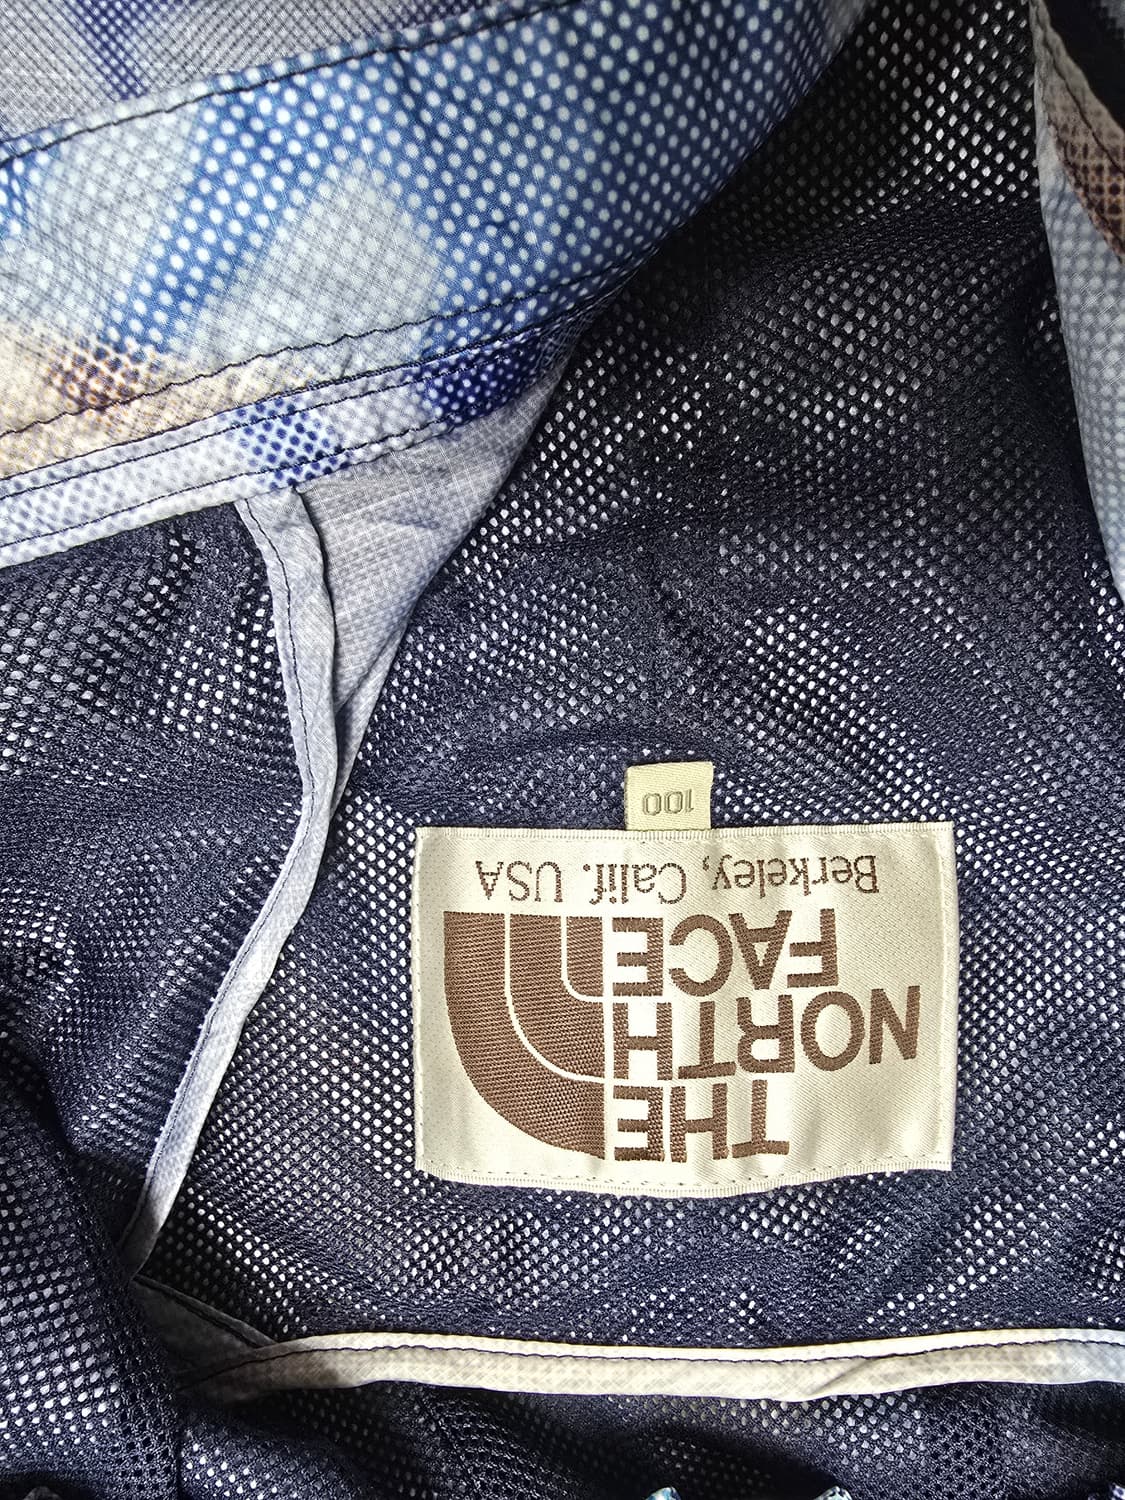 THE
NORTH
FACE
Berkeley, Calif. USA
100